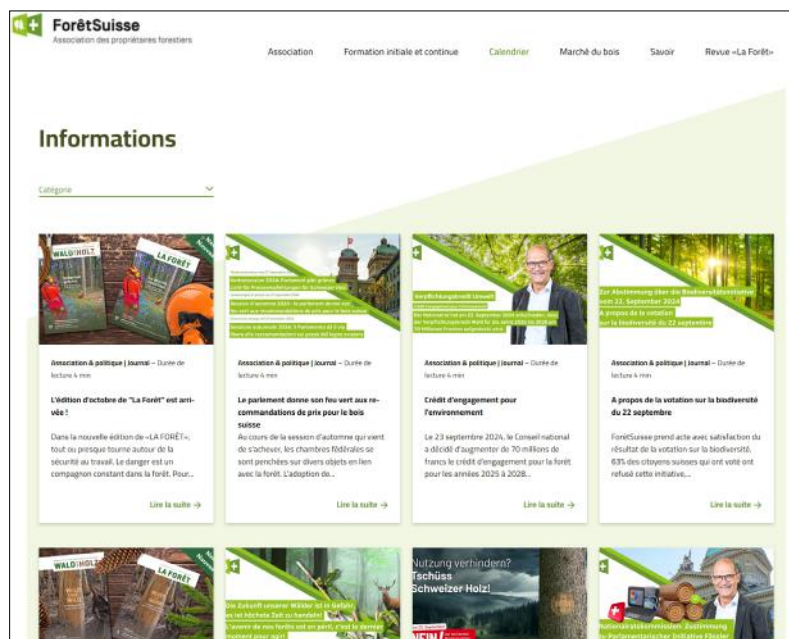 ForêtSuisse
Association des propriétaires forestiers
Association Formation initiale et continue Calendrier Marché du bois Savoir Revue «La Forêt»
Informations
Catégorie
WALD HOLZ
LA FORÊT
Association & politique | Journal – Durée de
lecture 4 min
L'édition d'octobre de "La Forêt" est arri-
vée !
Dans la nouvelle édition de «LA FORÊT»,
tout ou presque tourne autour de la
sécurité au travail. Le danger est un
compagnon constant dans la forêt. Pour...
Lire la suite →
Association & politique | Journal – Durée de
lecture 4 min
Le parlement donne son feu vert aux re-
commandations de prix pour le bois
suisse
Au cours de la session d'automne qui vient
de s'achever, les chambres fédérales se
sont penchées sur divers objets en lien
avec la forêt. L'adoption de...
Lire la suite →
Verpflichtungskredit Umwelt
Association & politique | Journal – Durée de
lecture 4 min
Crédit d'engagement pour
l'environnement
Le 23 septembre 2024, le Conseil national
a décidé d'augmenter de 70 millions de
francs le crédit d'engagement pour la forêt
pour les années 2025 à 2028...
Lire la suite →
Zur Abstimmung über die Biodiversitätsinitiative
vom 22. September 2024
A propos de la votation
sur la biodiversité du 22 septembre
Association & politique | Journal – Durée de
lecture 4 min
A propos de la votation sur la biodiversité
du 22 septembre
ForêtSuisse prend acte avec satisfaction du
résultat de la votation sur la biodiversité.
63% des citoyens suisses qui ont voté ont
refusé cette initiative,...
Lire la suite →
WALD HOLZ
LA FORÊT
Die Zukunft unserer Wälder ist in Gefahr,
es ist höchste Zeit zu handeln!
L'avenir de nos forêts est en péril, c'est le dernier
moment pour agir!
Nutzung verhindern?
Tschüss
Schweizer Holz!
NEIN
Nationalratskommission: Zustimmung
zu Parlamentarischer Initiative Fässler